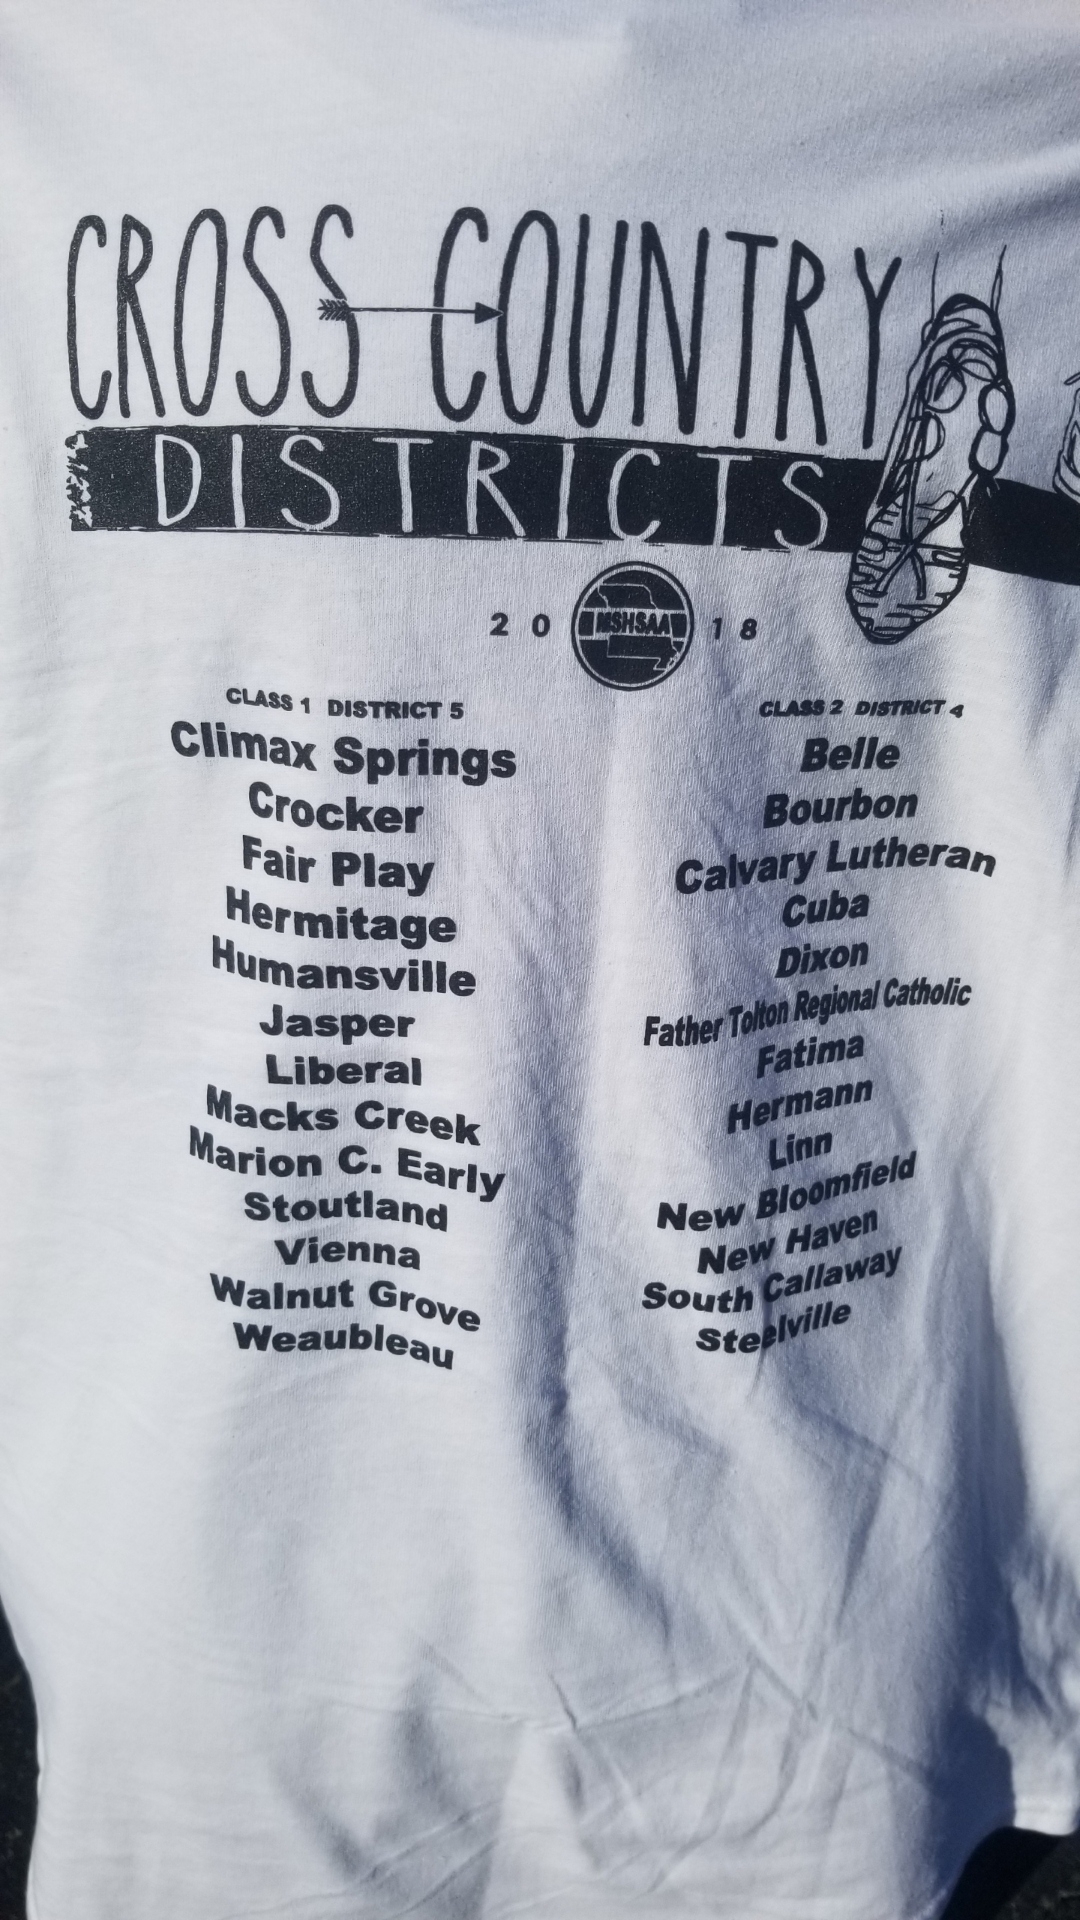 CROSS COUNTRY
DISTRICTS
20 MSHSAA 18
CLASS 1 DISTRICT 5
Climax Springs
Crocker
Fair Play
Hermitage
Humansville
Jasper
Liberal
Macks Creek
Marion C. Early
Stoutland
Vienna
Walnut Grove
Weaubleau
CLASS 2 DISTRICT 4
Belle
Bourbon
Calvary Lutheran
Cuba
Dixon
Father Tolton Regional Catholic
Fatima
Hermann
Linn
New Bloomfield
New Haven
South Callaway
Steelville